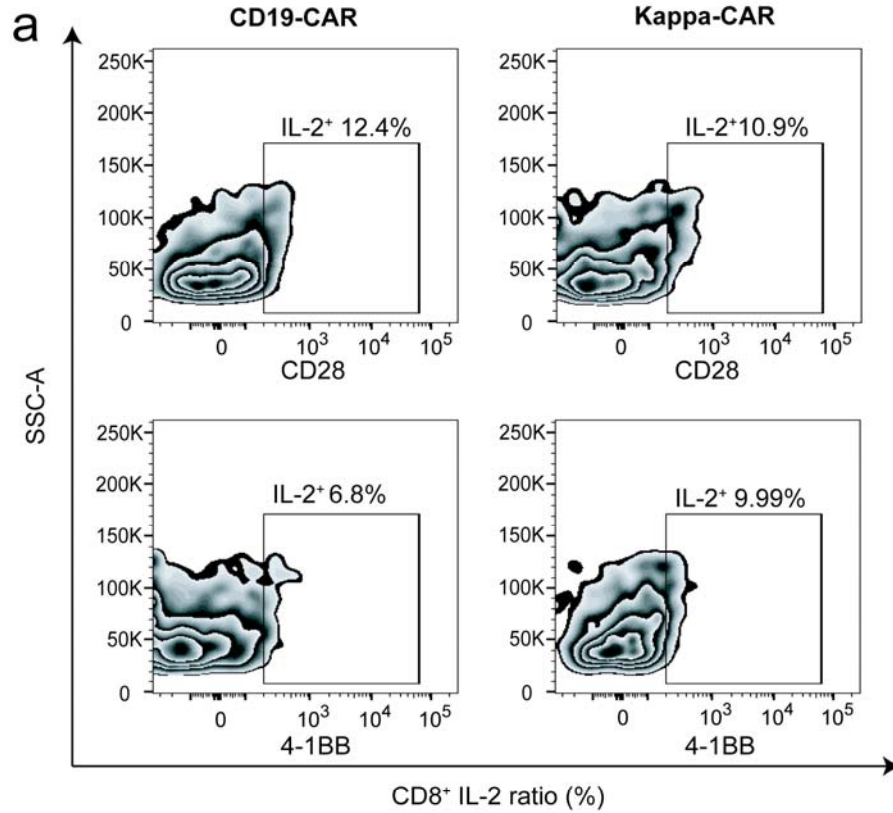 a
CD19-CAR Kappa-CAR
SSC-A
250K
200K
150K
100K
50K
0
IL-2⁺ 12.4%
0 10³ 10⁴ 10⁵
CD28
250K
200K
150K
100K
50K
0
IL-2⁺10.9%
0 10³ 10⁴ 10⁵
CD28
250K
200K
150K
100K
50K
0
IL-2⁺ 6.8%
0 10³ 10⁴ 10⁵
4-1BB
250K
200K
150K
100K
50K
0
IL-2⁺ 9.99%
0 10³ 10⁴ 10⁵
4-1BB
CD8⁺ IL-2 ratio (%)